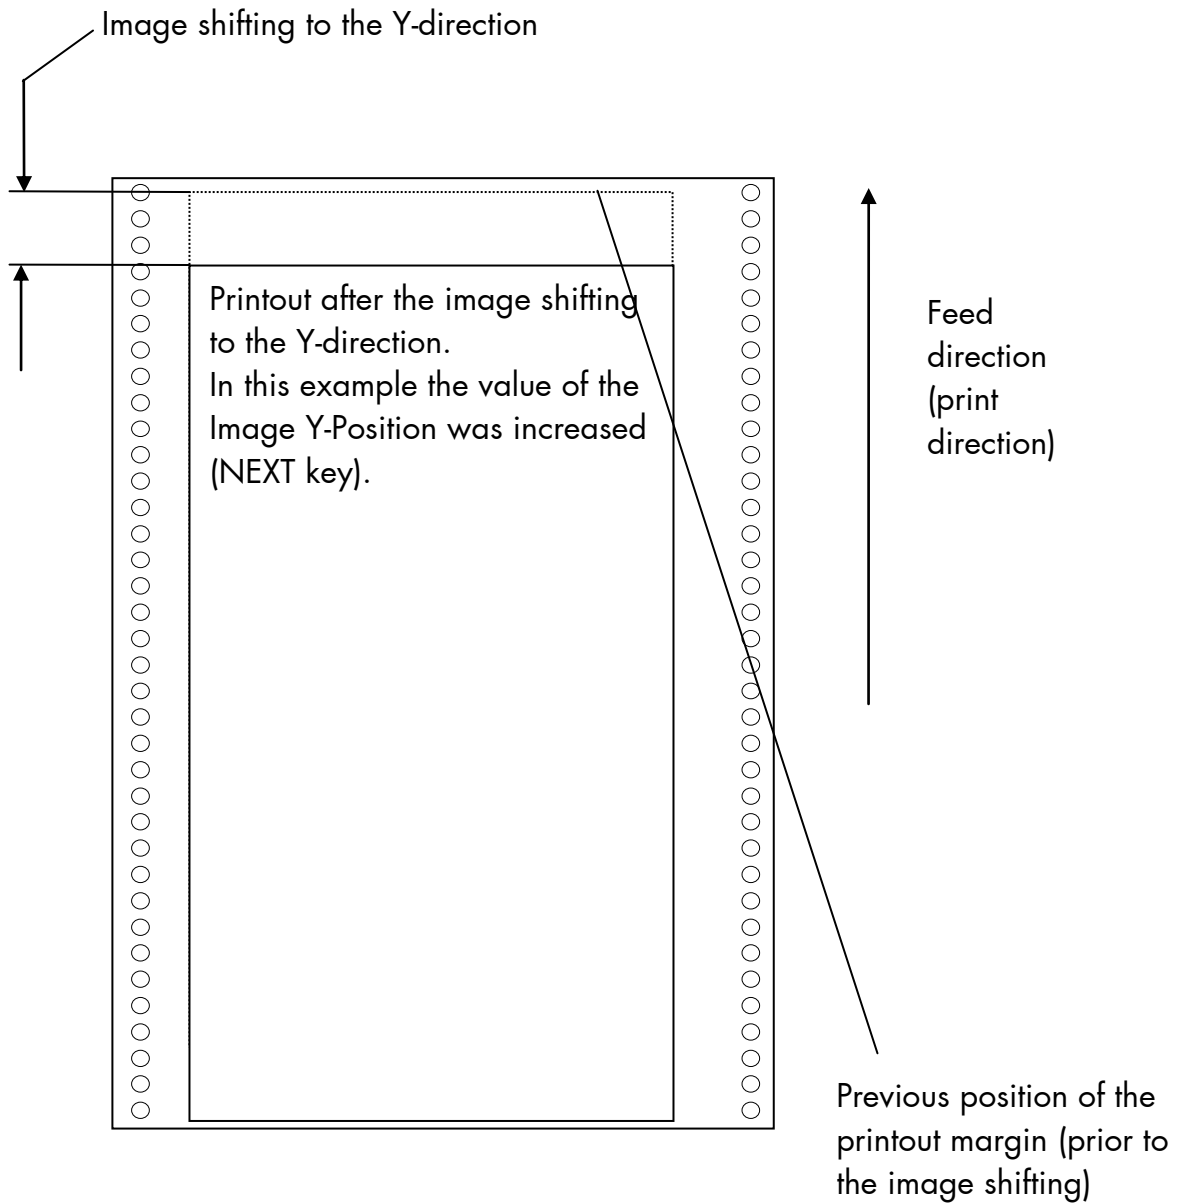 Image shifting to the Y-direction
Printout after the image shifting
to the Y-direction.
In this example the value of the
Image Y-Position was increased
(NEXT key).
Feed
direction
(print
direction)
Previous position of the
printout margin (prior to
the image shifting)